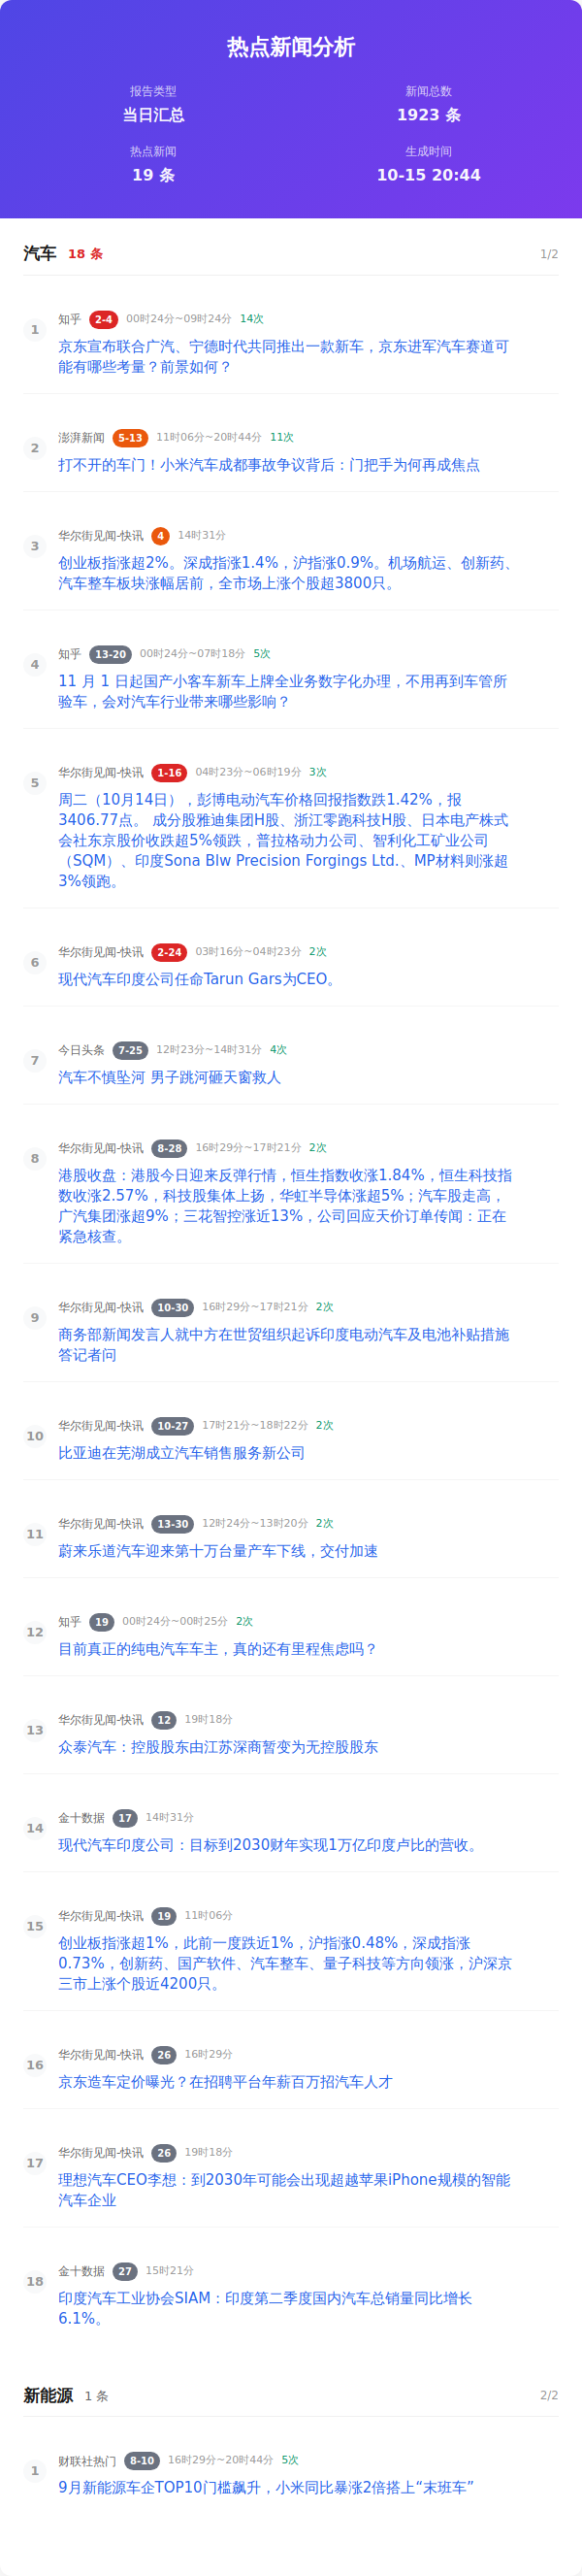 热点新闻分析
报告类型
当日汇总
新闻总数
1923 条
热点新闻
19 条
生成时间
10-15 20:44
汽车 18 条 1/2
1
知乎 2-4 00时24分~09时24分 14次
京东宣布联合广汽、宁德时代共同推出一款新车，京东进军汽车赛道可
能有哪些考量？前景如何？
2
澎湃新闻 5-13 11时06分~20时44分 11次
打不开的车门！小米汽车成都事故争议背后：门把手为何再成焦点
3
华尔街见闻-快讯 4 14时31分
创业板指涨超2%。深成指涨1.4%，沪指涨0.9%。机场航运、创新药、
汽车整车板块涨幅居前，全市场上涨个股超3800只。
4
知乎 13-20 00时24分~07时18分 5次
11 月 1 日起国产小客车新车上牌全业务数字化办理，不用再到车管所
验车，会对汽车行业带来哪些影响？
5
华尔街见闻-快讯 1-16 04时23分~06时19分 3次
周二（10月14日），彭博电动汽车价格回报指数跌1.42%，报
3406.77点。 成分股雅迪集团H股、浙江零跑科技H股、日本电产株式
会社东京股价收跌超5%领跌，普拉格动力公司、智利化工矿业公司
（SQM）、印度Sona Blw Precision Forgings Ltd.、MP材料则涨超
3%领跑。
6
华尔街见闻-快讯 2-24 03时16分~04时23分 2次
现代汽车印度公司任命Tarun Gars为CEO。
7
今日头条 7-25 12时23分~14时31分 4次
汽车不慎坠河 男子跳河砸天窗救人
8
华尔街见闻-快讯 8-28 16时29分~17时21分 2次
港股收盘：港股今日迎来反弹行情，恒生指数收涨1.84%，恒生科技指
数收涨2.57%，科技股集体上扬，华虹半导体涨超5%；汽车股走高，
广汽集团涨超9%；三花智控涨近13%，公司回应天价订单传闻：正在
紧急核查。
9
华尔街见闻-快讯 10-30 16时29分~17时21分 2次
商务部新闻发言人就中方在世贸组织起诉印度电动汽车及电池补贴措施
答记者问
10
华尔街见闻-快讯 10-27 17时21分~18时22分 2次
比亚迪在芜湖成立汽车销售服务新公司
11
华尔街见闻-快讯 13-30 12时24分~13时20分 2次
蔚来乐道汽车迎来第十万台量产车下线，交付加速
12
知乎 19 00时24分~00时25分 2次
目前真正的纯电汽车车主，真的还有里程焦虑吗？
13
华尔街见闻-快讯 12 19时18分
众泰汽车：控股股东由江苏深商暂变为无控股股东
14
金十数据 17 14时31分
现代汽车印度公司：目标到2030财年实现1万亿印度卢比的营收。
15
华尔街见闻-快讯 19 11时06分
创业板指涨超1%，此前一度跌近1%，沪指涨0.48%，深成指涨
0.73%，创新药、国产软件、汽车整车、量子科技等方向领涨，沪深京
三市上涨个股近4200只。
16
华尔街见闻-快讯 26 16时29分
京东造车定价曝光？在招聘平台年薪百万招汽车人才
17
华尔街见闻-快讯 26 19时18分
理想汽车CEO李想：到2030年可能会出现超越苹果iPhone规模的智能
汽车企业
18
金十数据 27 15时21分
印度汽车工业协会SIAM：印度第二季度国内汽车总销量同比增长
6.1%。
新能源 1 条 2/2
1
财联社热门 8-10 16时29分~20时44分 5次
9月新能源车企TOP10门槛飙升，小米同比暴涨2倍搭上“末班车”